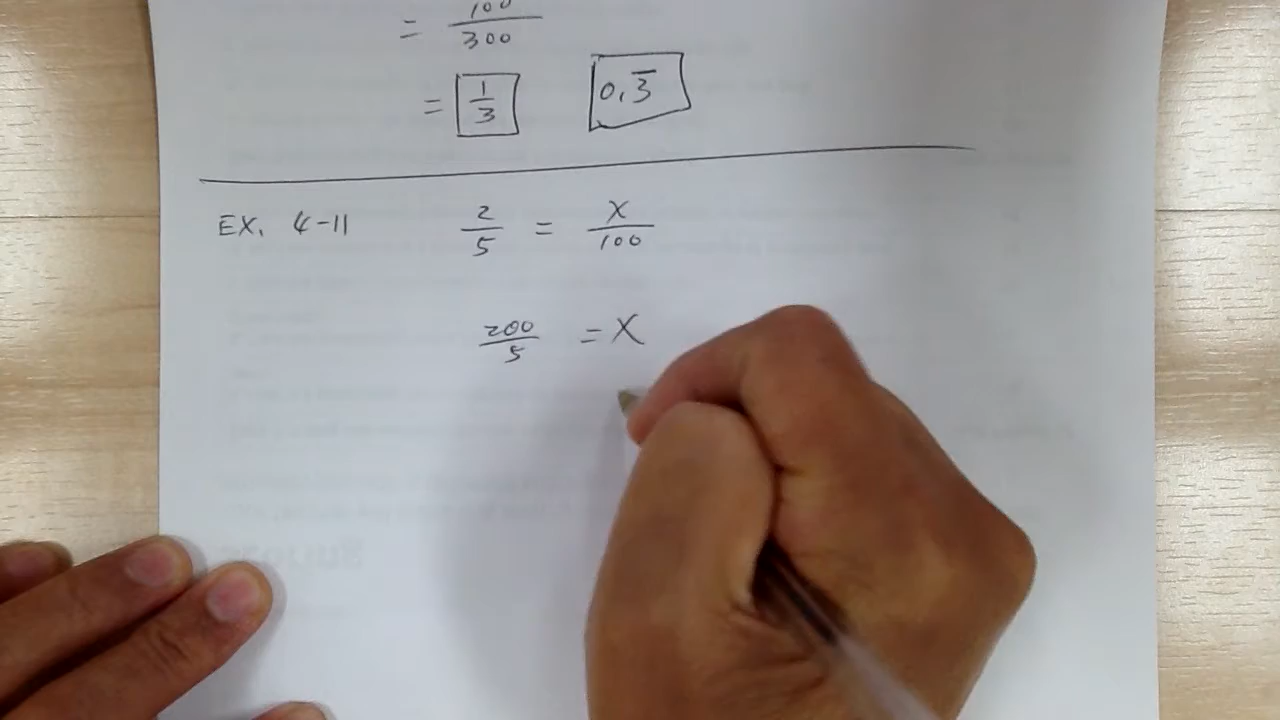 = 100/300
= 1/3 0.3̅
EX. 4-11 2/5 = X/100
200/5 = X